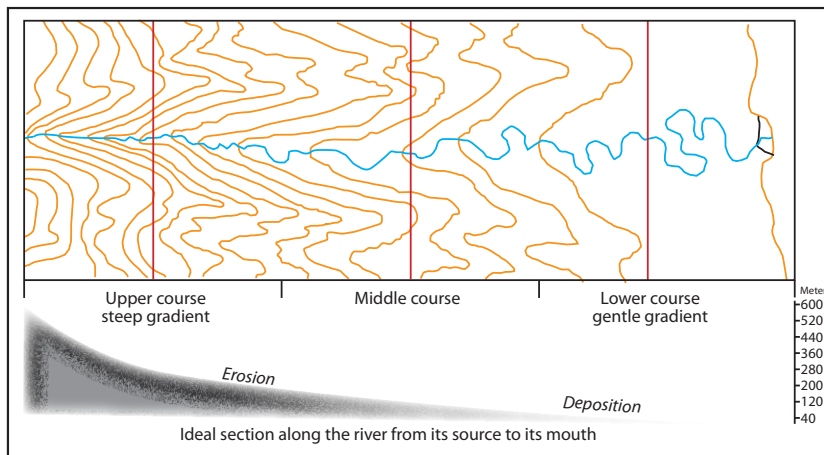 Upper course
steep gradient
Middle course
Lower course
gentle gradient
Meter
600
520
440
360
280
200
120
40
Erosion
Deposition
Ideal section along the river from its source to its mouth